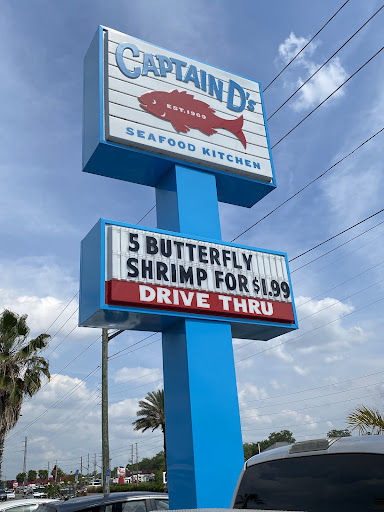 CAPTAIN D's
EST. 1969
SEAFOOD KITCHEN
5 BUTTERFLY
SHRIMP FOR $1.99
DRIVE THRU